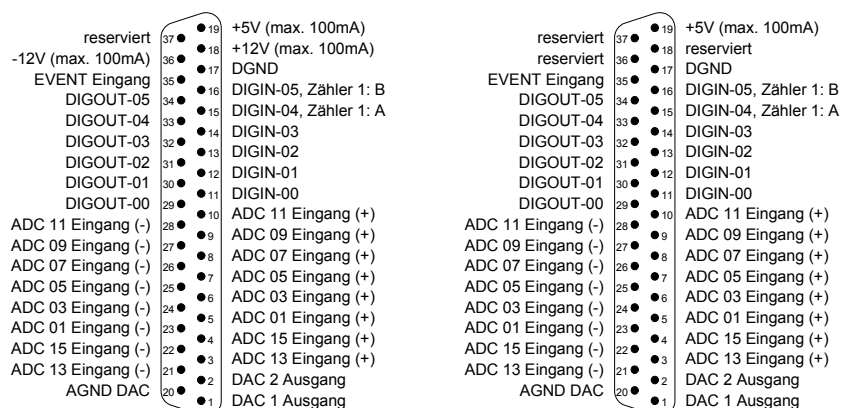 +5V (max. 100mA)
reserviert 37 19
+12V (max. 100mA)
-12V (max. 100mA) 36 18
DGND
EVENT Eingang 35 17
DIGIN-05, Zähler 1: B
DIGOUT-05 34 16
DIGIN-04, Zähler 1: A
DIGOUT-04 33 15
DIGIN-03
DIGOUT-03 32 14
DIGIN-02
DIGOUT-02 31 13
DIGIN-01
DIGOUT-01 30 12
DIGIN-00
DIGOUT-00 29 11
ADC 11 Eingang (+)
ADC 11 Eingang (-) 28 10
ADC 09 Eingang (+)
ADC 09 Eingang (-) 27 9
ADC 07 Eingang (+)
ADC 07 Eingang (-) 26 8
ADC 05 Eingang (+)
ADC 05 Eingang (-) 25 7
ADC 03 Eingang (+)
ADC 03 Eingang (-) 24 6
ADC 01 Eingang (+)
ADC 01 Eingang (-) 23 5
ADC 15 Eingang (+)
ADC 15 Eingang (-) 22 4
ADC 13 Eingang (+)
ADC 13 Eingang (-) 21 3
DAC 2 Ausgang
AGND DAC 20 2
DAC 1 Ausgang
1
+5V (max. 100mA)
reserviert 37 19
reserviert
reserviert 36 18
DGND
EVENT Eingang 35 17
DIGIN-05, Zähler 1: B
DIGOUT-05 34 16
DIGIN-04, Zähler 1: A
DIGOUT-04 33 15
DIGIN-03
DIGOUT-03 32 14
DIGIN-02
DIGOUT-02 31 13
DIGIN-01
DIGOUT-01 30 12
DIGIN-00
DIGOUT-00 29 11
ADC 11 Eingang (+)
ADC 11 Eingang (-) 28 10
ADC 09 Eingang (+)
ADC 09 Eingang (-) 27 9
ADC 07 Eingang (+)
ADC 07 Eingang (-) 26 8
ADC 05 Eingang (+)
ADC 05 Eingang (-) 25 7
ADC 03 Eingang (+)
ADC 03 Eingang (-) 24 6
ADC 01 Eingang (+)
ADC 01 Eingang (-) 23 5
ADC 15 Eingang (+)
ADC 15 Eingang (-) 22 4
ADC 13 Eingang (+)
ADC 13 Eingang (-) 21 3
DAC 2 Ausgang
AGND DAC 20 2
DAC 1 Ausgang
1